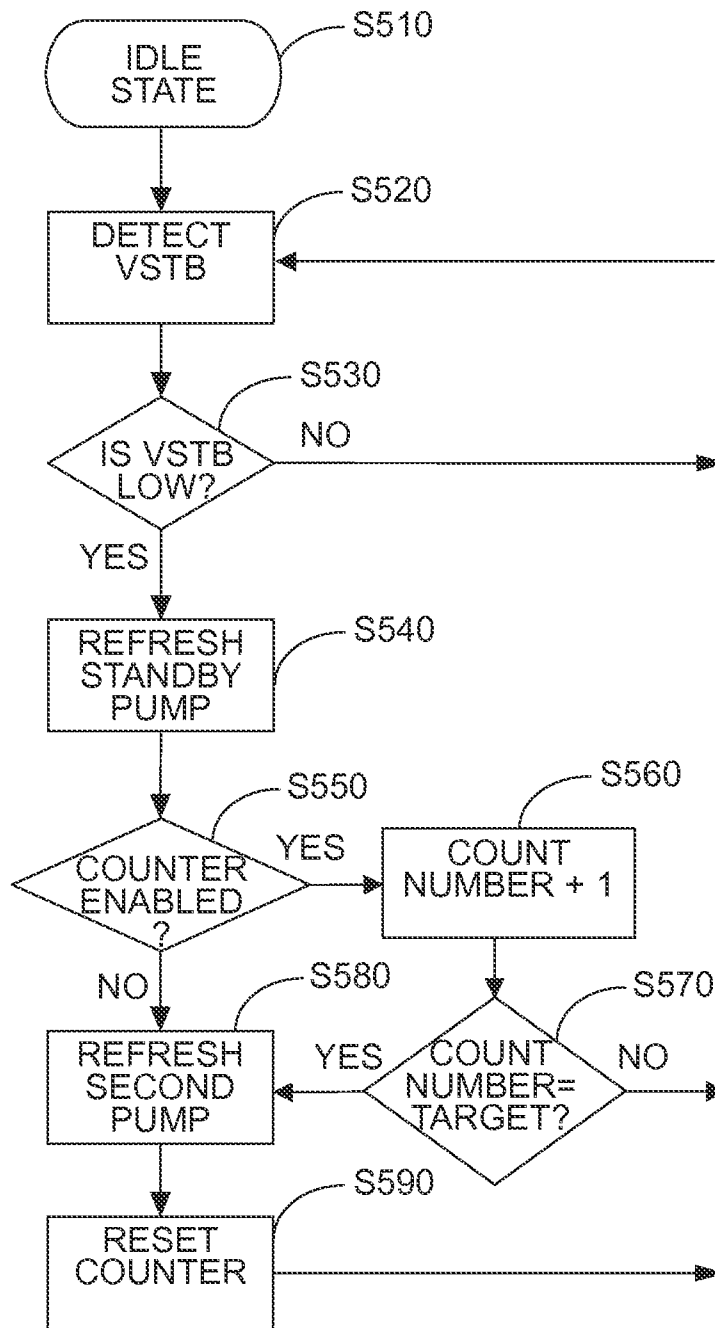 S510
IDLE
STATE
S520
DETECT
VSTB
S530
IS VSTB
LOW?
NO
YES
S540
REFRESH
STANDBY
PUMP
S550
COUNTER
ENABLED
?
YES
S560
COUNT
NUMBER + 1
NO
S580
REFRESH
SECOND
PUMP
YES
S570
COUNT
NUMBER=
TARGET?
NO
S590
RESET
COUNTER